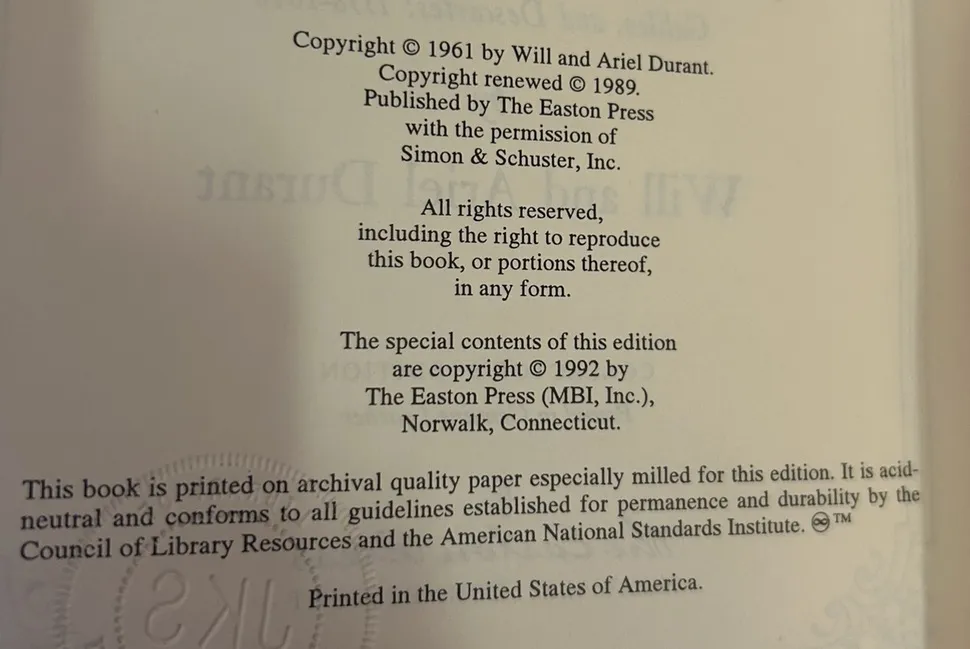 Copyright © 1961 by Will and Ariel Durant.
Copyright renewed © 1989.
Published by The Easton Press
with the permission of
Simon & Schuster, Inc.
All rights reserved,
including the right to reproduce
this book, or portions thereof,
in any form.
The special contents of this edition
are copyright © 1992 by
The Easton Press (MBI, Inc.),
Norwalk, Connecticut.
This book is printed on archival quality paper especially milled for this edition. It is acid-
neutral and conforms to all guidelines established for permanence and durability by the
Council of Library Resources and the American National Standards Institute. ♾™
Printed in the United States of America.